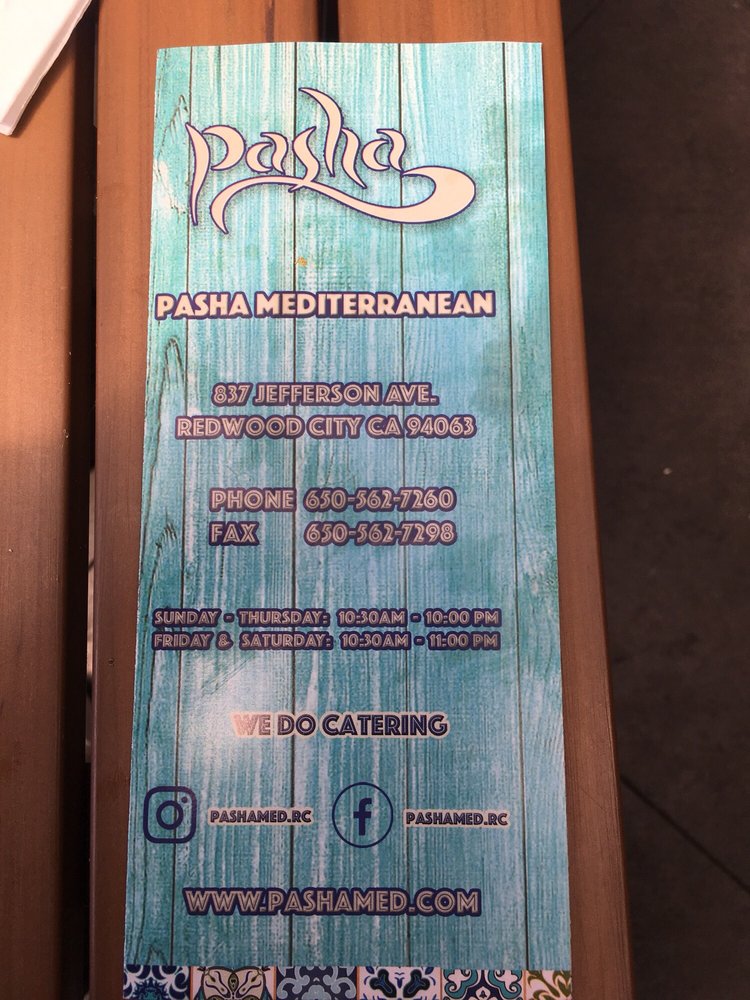 Pasha
PASHA MEDITERRANEAN
837 JEFFERSON AVE.
REDWOOD CITY CA 94063
PHONE 650-562-7260
FAX 650-562-7298
SUNDAY - THURSDAY: 10:30AM - 10:00 PM
FRIDAY & SATURDAY: 10:30AM - 11:00 PM
WE DO CATERING
PASHAMED.RC f PASHAMED.RC
WWW.PASHAMED.COM